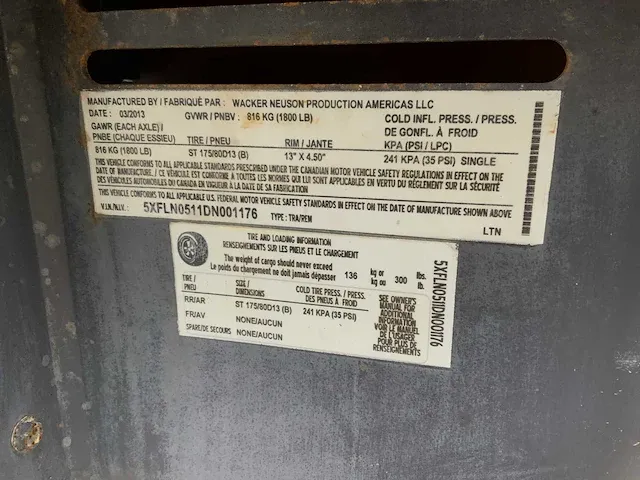 MANUFACTURED BY / FABRIQUÉ PAR : WACKER NEUSON PRODUCTION AMERICAS LLC
DATE : 03/2013 GVWR / PNBV : 816 KG (1800 LB) COLD INFL. PRESS. / PRESS.
GAWR (EACH AXLE) / DE GONFL. À FROID
PNBE (CHAQUE ESSIEU) TIRE / PNEU RIM / JANTE KPA (PSI / LPC)
816 KG (1800 LB) ST 175/80D13 (B) 13" X 4.50" 241 KPA (35 PSI) SINGLE
THIS VEHICLE CONFORMS TO ALL APPLICABLE STANDARDS PRESCRIBED UNDER THE CANADIAN MOTOR VEHICLE SAFETY REGULATIONS IN EFFECT ON THE
DATE OF MANUFACTURE. / CE VÉHICULE EST CONFORME À TOUTES LES NORMES QUI LUI SONT APPLICABLES EN VERTU DU RÈGLEMENT SUR LA SÉCURITÉ
DES VÉHICULES AUTOMOBILES DU CANADA EN VIGUEUR À LA DATE DE SA FABRICATION
THIS VEHICLE CONFORMS TO ALL APPLICABLE U.S. FEDERAL MOTOR VEHICLE SAFETY STANDARDS IN EFFECT ON THE DATE OF MANUFACTURE SHOWN ABOVE.
V.I.N./N.I.V. : 5XFLN0511DN001176 TYPE : TRA/REM LTN
TIRE AND LOADING INFORMATION
RENSEIGNEMENTS SUR LES PNEUS ET LE CHARGEMENT
The weight of cargo should never exceed kg or lbs.
Le poids du chargement ne doit jamais dépasser 136 kg ou 300 lb.
TIRE / SIZE / COLD TIRE PRESS. / PRESS.
PNEU DIMENSIONS DES PNEUS À FROID
RR/AR ST 175/80D13 (B) 241 KPA (35 PSI)
FR/AV NONE/AUCUN
SPARE/DE SECOURS NONE/AUCUN
SEE OWNER'S
MANUAL FOR
ADDITIONAL
INFORMATION
VOIR LE MANUEL
DE L'USAGER
POUR PLUS DE
RENSEIGNEMENTS
5XFLN0511DN001176